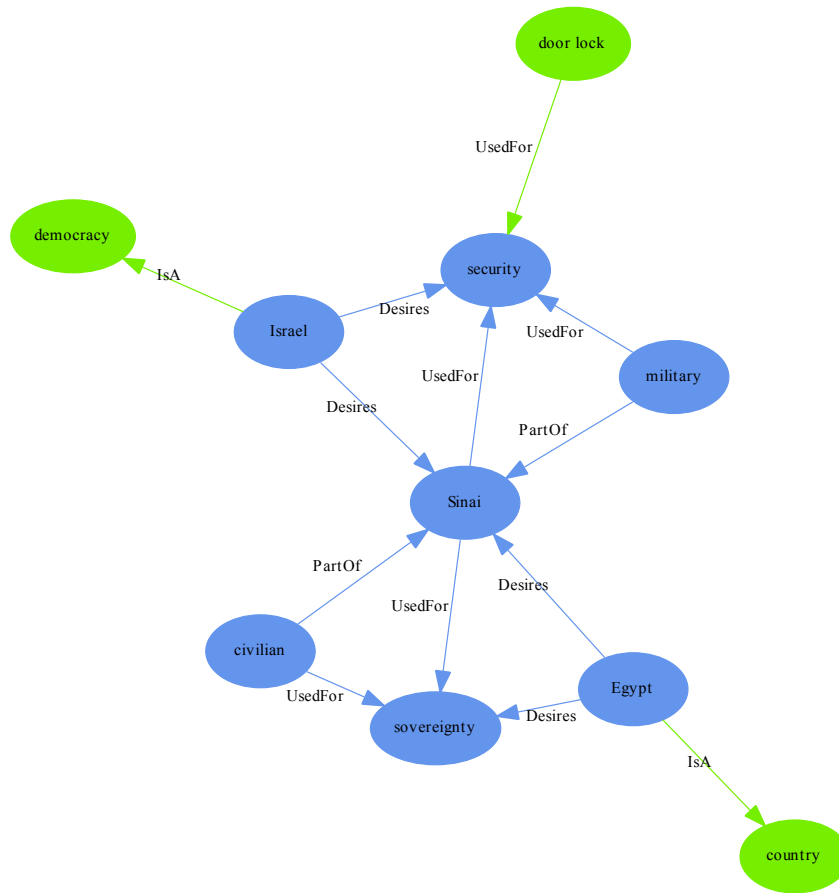 door lock
UsedFor
democracy
IsA
security
Desires
Israel
UsedFor
UsedFor
military
Desires
PartOf
Sinai
PartOf
Desires
UsedFor
civilian
Egypt
UsedFor
Desires
sovereignty
IsA
country